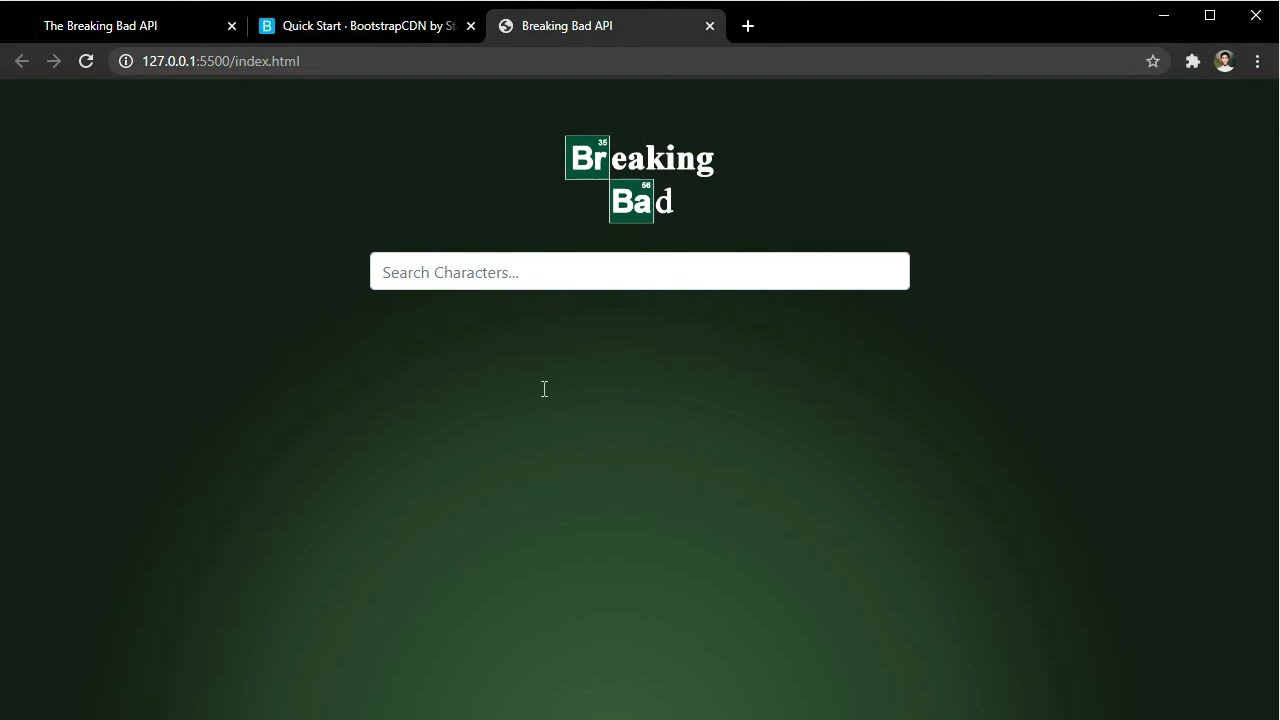 The Breaking Bad API
B Quick Start · BootstrapCDN by St
Breaking Bad API
127.0.0.1:5500/index.html
35
Breaking
56
Bad
Search Characters...